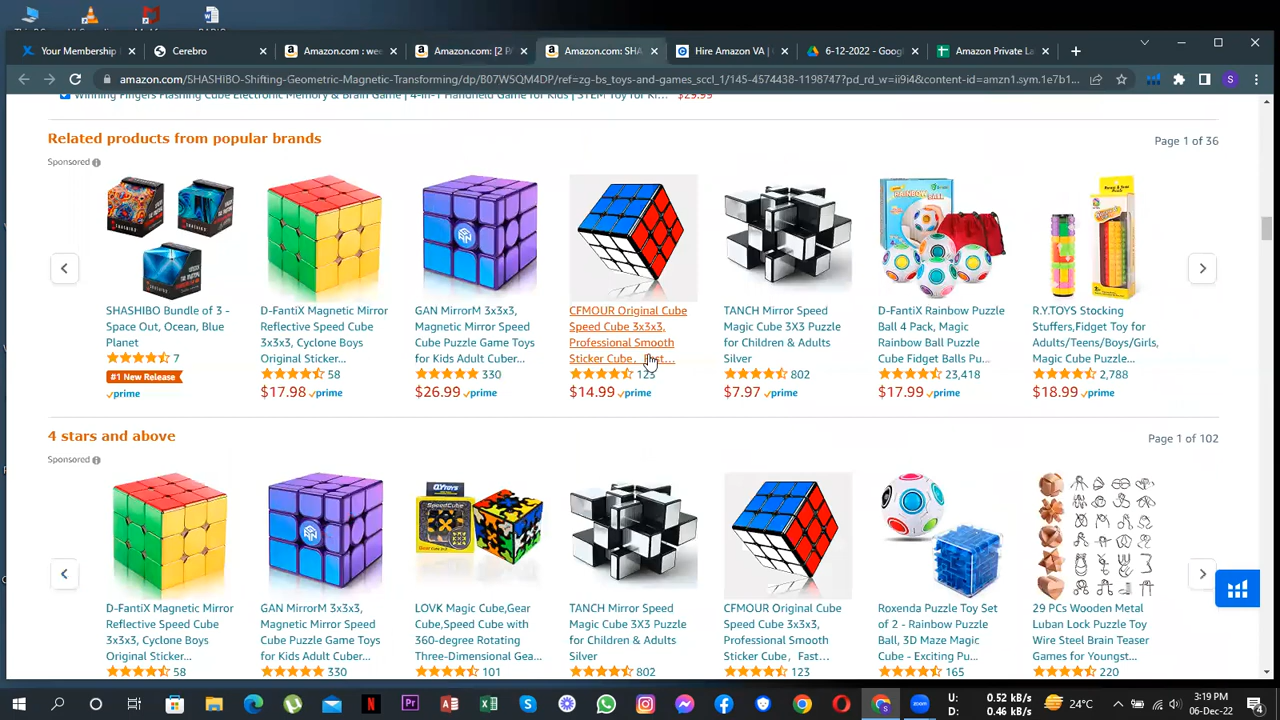 Your Membership
Cerebro
Amazon.com : wee
Amazon.com: [2 P
Amazon.com: SHA
Hire Amazon VA |
6-12-2022 - Googl
Amazon Private La
amazon.com/SHASHIBO-Shifting-Geometric-Magnetic-Transforming/dp/B07W5QM4DP/ref=zg-bs_toys-and-games_sccl_1/145-4574438-1198747?pd_rd_w=ii9i4&content-id=amzn1.sym.1e7b1...
Winning Fingers Flashing Cube Electronic Memory & Brain Game | 4-in-1 Handheld Game for Kids | STEM Toy for Ki... $29.99
Related products from popular brands
Page 1 of 36
Sponsored
SHASHIBO Bundle of 3 -
Space Out, Ocean, Blue
Planet
7
#1 New Release
prime
D-FantiX Magnetic Mirror
Reflective Speed Cube
3x3x3, Cyclone Boys
Original Sticker...
58
$17.98 prime
GAN MirrorM 3x3x3,
Magnetic Mirror Speed
Cube Puzzle Game Toys
for Kids Adult Cuber...
330
$26.99 prime
CFMOUR Original Cube
Speed Cube 3x3x3,
Professional Smooth
Sticker Cube，Fast...
123
$14.99 prime
TANCH Mirror Speed
Magic Cube 3X3 Puzzle
for Children & Adults
Silver
802
$7.97 prime
D-FantiX Rainbow Puzzle
Ball 4 Pack, Magic
Rainbow Ball Puzzle
Cube Fidget Balls Pu...
23,418
$17.99 prime
R.Y.TOYS Stocking
Stuffers,Fidget Toy for
Adults/Teens/Boys/Girls,
Magic Cube Puzzle...
2,788
$18.99 prime
4 stars and above
Page 1 of 102
Sponsored
D-FantiX Magnetic Mirror
Reflective Speed Cube
3x3x3, Cyclone Boys
Original Sticker...
58
GAN MirrorM 3x3x3,
Magnetic Mirror Speed
Cube Puzzle Game Toys
for Kids Adult Cuber...
330
LOVK Magic Cube,Gear
Cube,Speed Cube with
360-degree Rotating
Three-Dimensional Gea...
101
TANCH Mirror Speed
Magic Cube 3X3 Puzzle
for Children & Adults
Silver
802
CFMOUR Original Cube
Speed Cube 3x3x3,
Professional Smooth
Sticker Cube，Fast...
123
Roxenda Puzzle Toy Set
of 2 - Rainbow Puzzle
Ball, 3D Maze Magic
Cube - Exciting Pu...
165
29 PCs Wooden Metal
Luban Lock Puzzle Toy
Wire Steel Brain Teaser
Games for Youngst...
220
U: 0.52 kB/s
D: 0.46 kB/s
24°C
3:19 PM
06-Dec-22